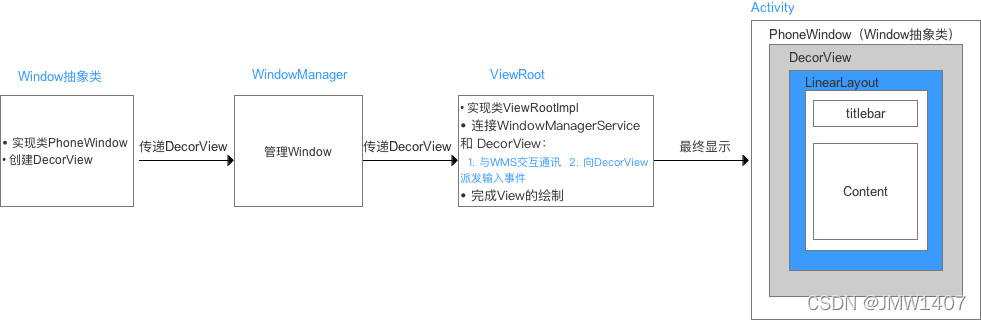 Window抽象类
• 实现类PhoneWindow
• 创建DecorView
传递DecorView
WindowManager
管理Window
传递DecorView
ViewRoot
• 实现类ViewRootImpl
• 连接WindowManagerService
和 DecorView：
1. 与WMS交互通讯 2. 向DecorView
派发输入事件
• 完成View的绘制
最终显示
Activity
PhoneWindow（Window抽象类）
DecorView
LinearLayout
titlebar
Content
CSDN @JMW1407